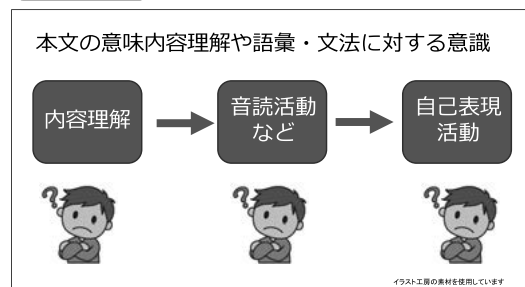 本文の意味内容理解や語彙・文法に対する意識
内容理解
音読活動
など
自己表現
活動
イラスト工房の素材を使用しています